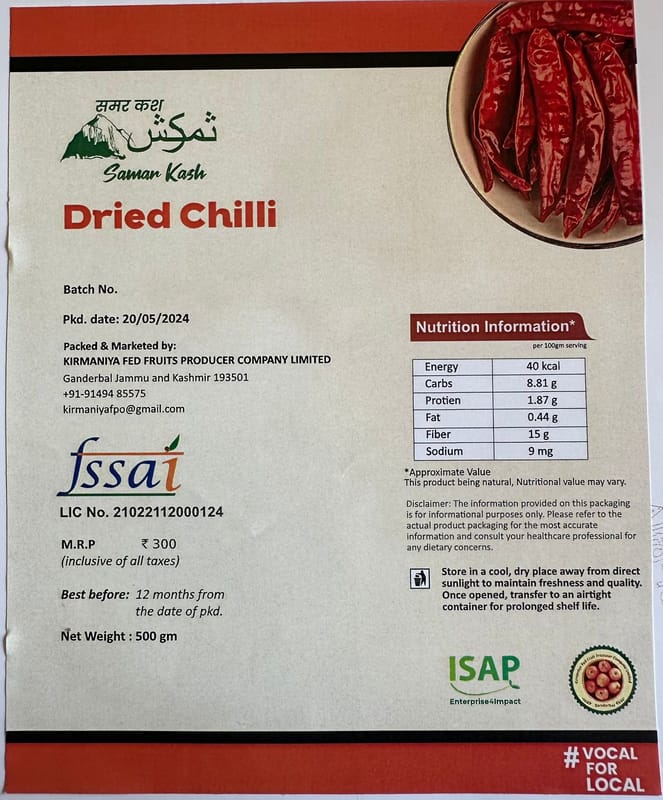 समर कश
ثمرکش
Samar Kash
Dried Chilli
Batch No.
Pkd. date: 20/05/2024
Packed & Marketed by:
KIRMANIYA FED FRUITS PRODUCER COMPANY LIMITED
Ganderbal Jammu and Kashmir 193501
+91-91494 85575
kirmaniyafpo@gmail.com
fssai
LIC No. 21022112000124
M.R.P ₹ 300
(inclusive of all taxes)
Best before: 12 months from
the date of pkd.
Net Weight : 500 gm
Nutrition Information*
per 100gm serving
Energy 40 kcal
Carbs 8.81 g
Protien 1.87 g
Fat 0.44 g
Fiber 15 g
Sodium 9 mg
*Approximate Value
This product being natural, Nutritional value may vary.
Disclaimer: The information provided on this packaging
is for informational purposes only. Please refer to the
actual product packaging for the most accurate
information and consult your healthcare professional for
any dietary concerns.
Store in a cool, dry place away from direct
sunlight to maintain freshness and quality.
Once opened, transfer to an airtight
container for prolonged shelf life.
ISAP
Enterprise4Impact
#VOCAL
FOR
LOCAL